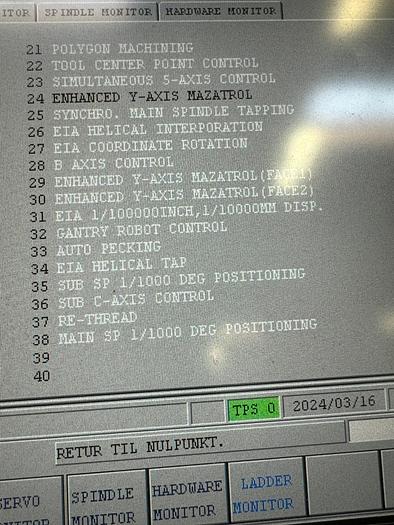 ITOR SPINDLE MONITOR HARDWARE MONITOR
21 POLYGON MACHINING
22 TOOL CENTER POINT CONTROL
23 SIMULTANEOUS 5-AXIS CONTROL
24 ENHANCED Y-AXIS MAZATROL
25 SYNCHRO. MAIN SPINDLE TAPPING
26 EIA HELICAL INTERPORATION
27 EIA COORDINATE ROTATION
28 B AXIS CONTROL
29 ENHANCED Y-AXIS MAZATROL(FACE1)
30 ENHANCED Y-AXIS MAZATROL(FACE2)
31 EIA 1/100000INCH,1/10000MM DISP.
32 GANTRY ROBOT CONTROL
33 AUTO PECKING
34 EIA HELICAL TAP
35 SUB SP 1/1000 DEG POSITIONING
36 SUB C-AXIS CONTROL
37 RE-THREAD
38 MAIN SP 1/1000 DEG POSITIONING
39
40
TPS 0 2024/03/16
RETUR TIL NULPUNKT.
SERVO SPINDLE HARDWARE LADDER
MONITOR MONITOR MONITOR MONITOR